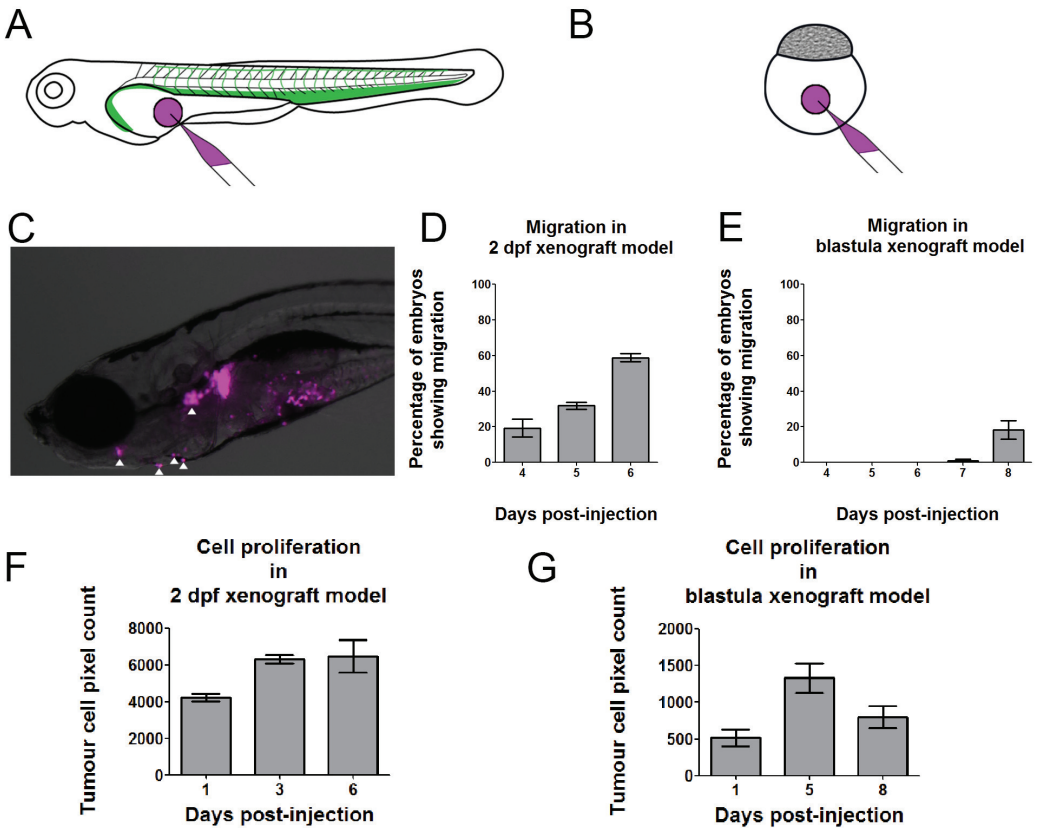 A
B
C
D
Migration in
2 dpf xenograft model
Percentage of embryos
showing migration
100
80
60
40
20
0
4 5 6
Days post-injection
E
Migration in
blastula xenograft model
Percentage of embryos
showing migration
100
80
60
40
20
0
4 5 6 7 8
Days post-injection
F
Cell proliferation
in
2 dpf xenograft model
Tumour cell pixel count
8000
6000
4000
2000
0
1 3 6
Days post-injection
G
Cell proliferation
in
blastula xenograft model
Tumour cell pixel count
2000
1500
1000
500
0
1 5 8
Days post-injection